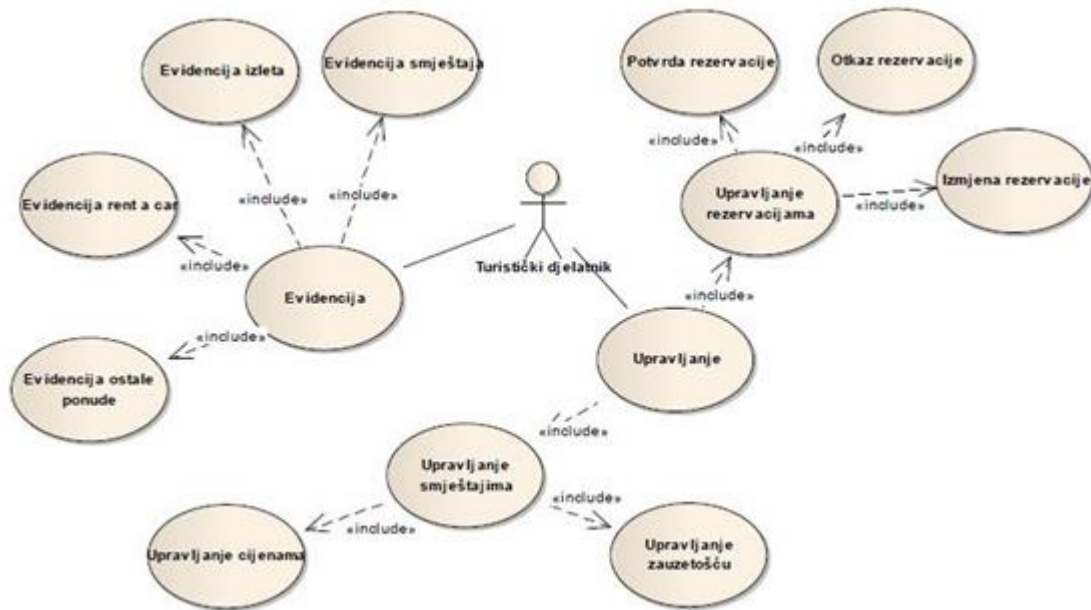 Evidencija izleta
Evidencija smještaja
Potvrda rezervacije
Otkaz rezervacije
«include»
«include»
«include»
«include»
Evidencija rent a car
Upravljanje
rezervacijama
Izmjena rezervacije
«include»
«include»
Turistički djelatnik
«include»
Evidencija
«include»
Upravljanje
Evidencija ostale
ponude
«include»
Upravljanje
smještajima
«include»
«include»
Upravljanje cijenama
Upravljanje
zauzetošću